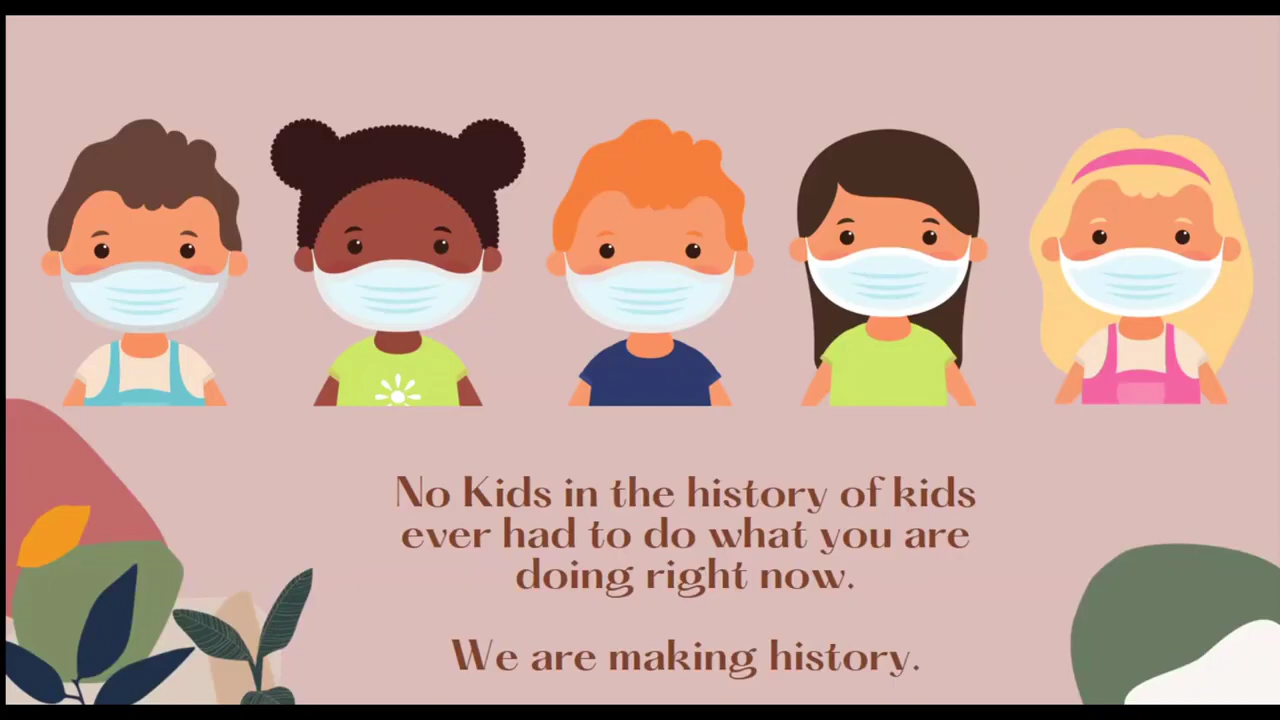 No Kids in the history of kids
ever had to do what you are
doing right now.
We are making history.